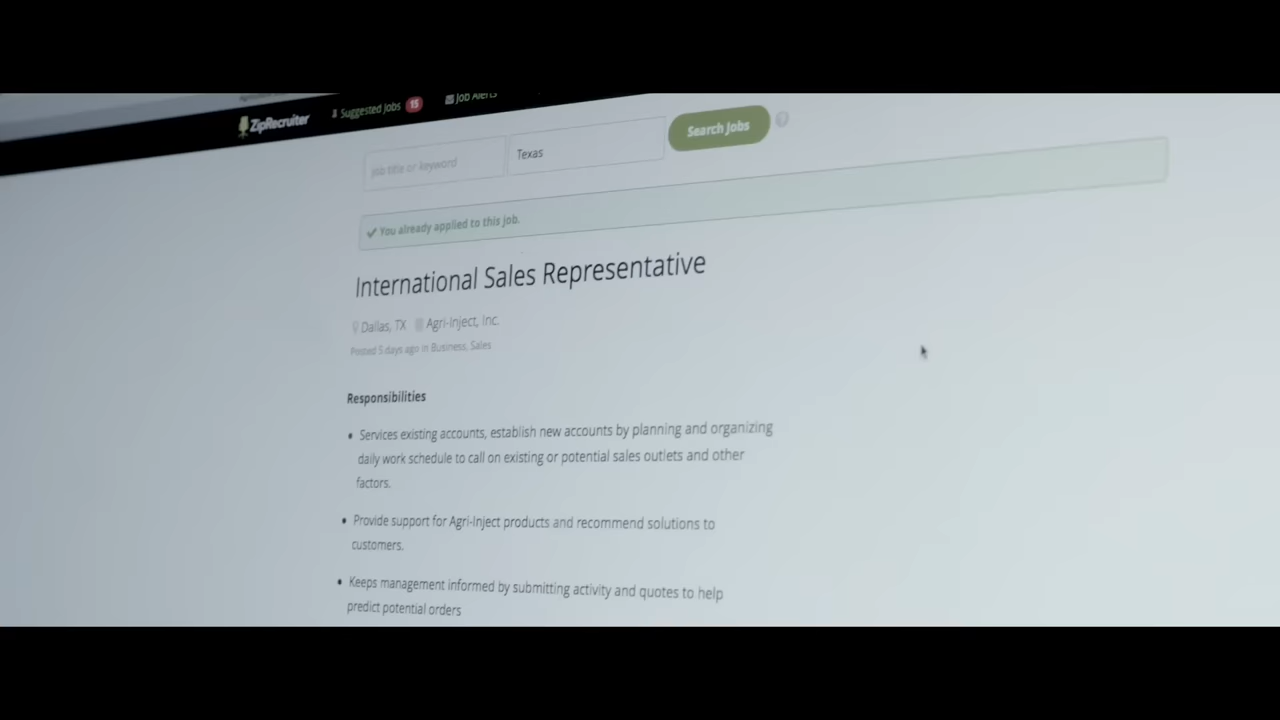 ZipRecruiter
Suggested Jobs 15
Job Alerts
job title or keyword
Texas
Search Jobs
?
You already applied to this job.
International Sales Representative
Dallas, TX Agri-Inject, Inc.
Posted 5 days ago in Business, Sales
Responsibilities
Services existing accounts, establish new accounts by planning and organizing
daily work schedule to call on existing or potential sales outlets and other
factors.
Provide support for Agri-Inject products and recommend solutions to
customers.
Keeps management informed by submitting activity and quotes to help
predict potential orders